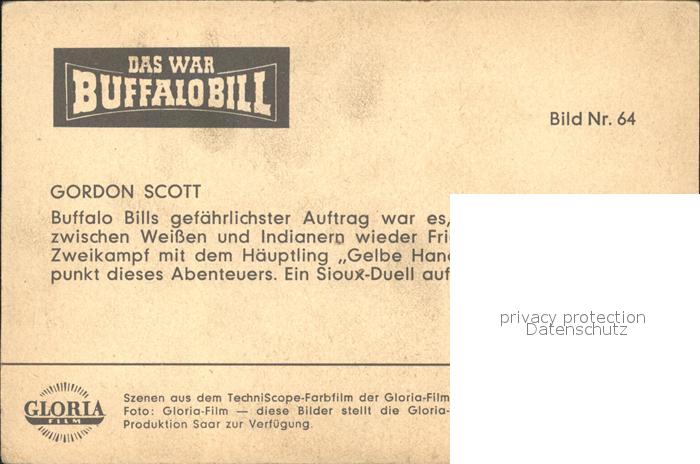 DAS WAR
BUFFALO BILL
Bild Nr. 64
GORDON SCOTT
Buffalo Bills gefährlichster Auftrag war es,
zwischen Weißen und Indianern wieder
Zweikampf mit dem Häuptling „Gelbe
punkt dieses Abenteuers. Ein Sioux-Duell auf
privacy protection
Datenschutz
GLORIA
FILM
Szenen aus dem TechniScope-Farbfilm der Gloria-Film
Foto: Gloria-Film — diese Bilder stellt die Gloria-
Produktion Saar zur Verfügung.